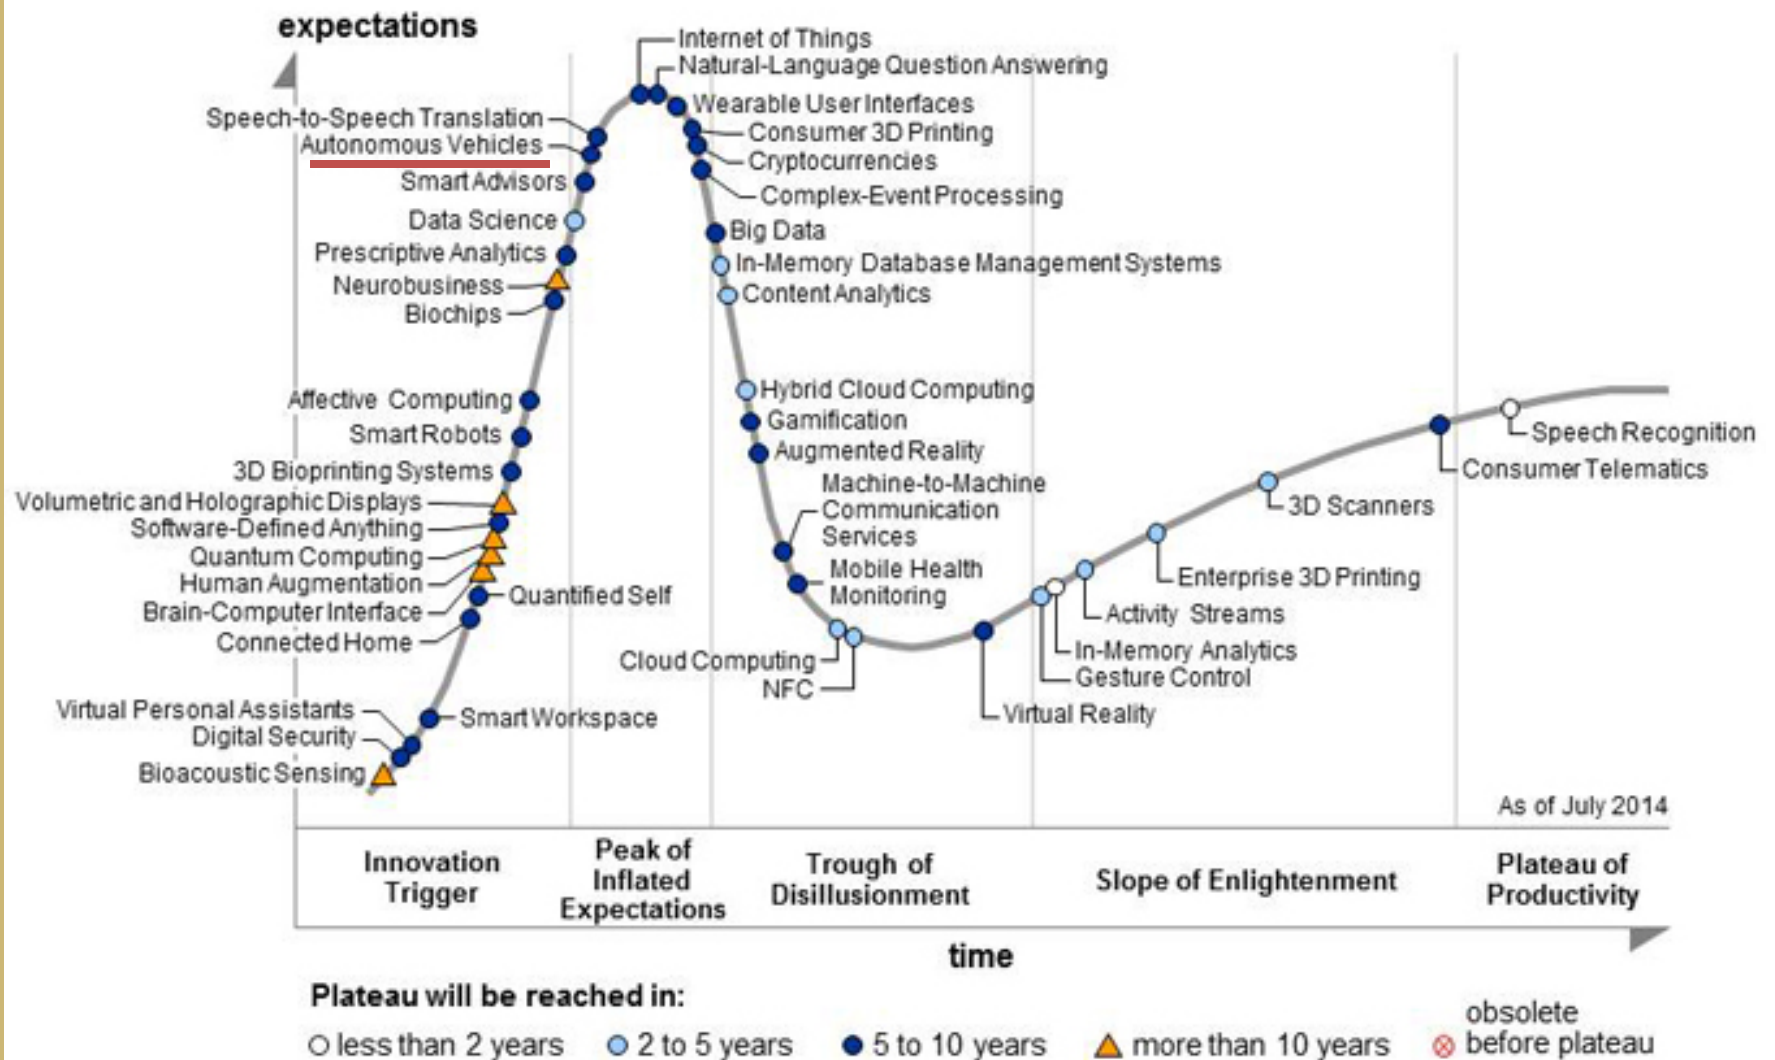 expectations
Internet of Things
Natural-Language Question Answering
Wearable User Interfaces
Speech-to-Speech Translation
Consumer 3D Printing
Autonomous Vehicles
Cryptocurrencies
Smart Advisors
Complex-Event Processing
Data Science
Big Data
Prescriptive Analytics
In-Memory Database Management Systems
Neurobusiness
Content Analytics
Biochips
Hybrid Cloud Computing
Affective Computing
Gamification
Smart Robots
Augmented Reality
3D Bioprinting Systems
Machine-to-Machine
Communication
Services
Volumetric and Holographic Displays
Software-Defined Anything
Quantum Computing
Human Augmentation
Brain-Computer Interface
Quantified Self
Connected Home
Mobile Health
Monitoring
Speech Recognition
Consumer Telematics
3D Scanners
Enterprise 3D Printing
Activity Streams
In-Memory Analytics
Gesture Control
Cloud Computing
NFC
Virtual Reality
Virtual Personal Assistants
Smart Workspace
Digital Security
Bioacoustic Sensing
As of July 2014
Innovation
Trigger
Peak of
Inflated
Expectations
Trough of
Disillusionment
Slope of Enlightenment
Plateau of
Productivity
time
Plateau will be reached in:
less than 2 years
2 to 5 years
5 to 10 years
more than 10 years
obsolete
before plateau